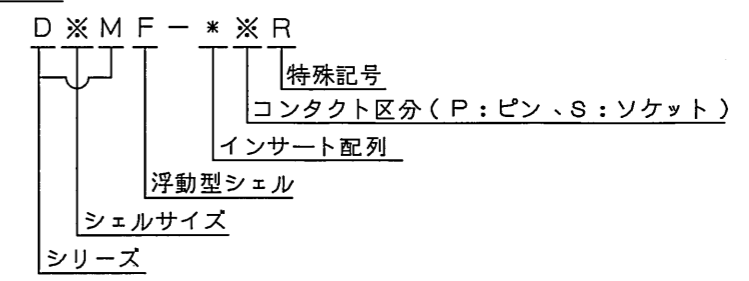 D※MF－*※R
特殊記号
コンタクト区分（P：ピン、S：ソケット）
インサート配列
浮動型シェル
シェルサイズ
シリーズ